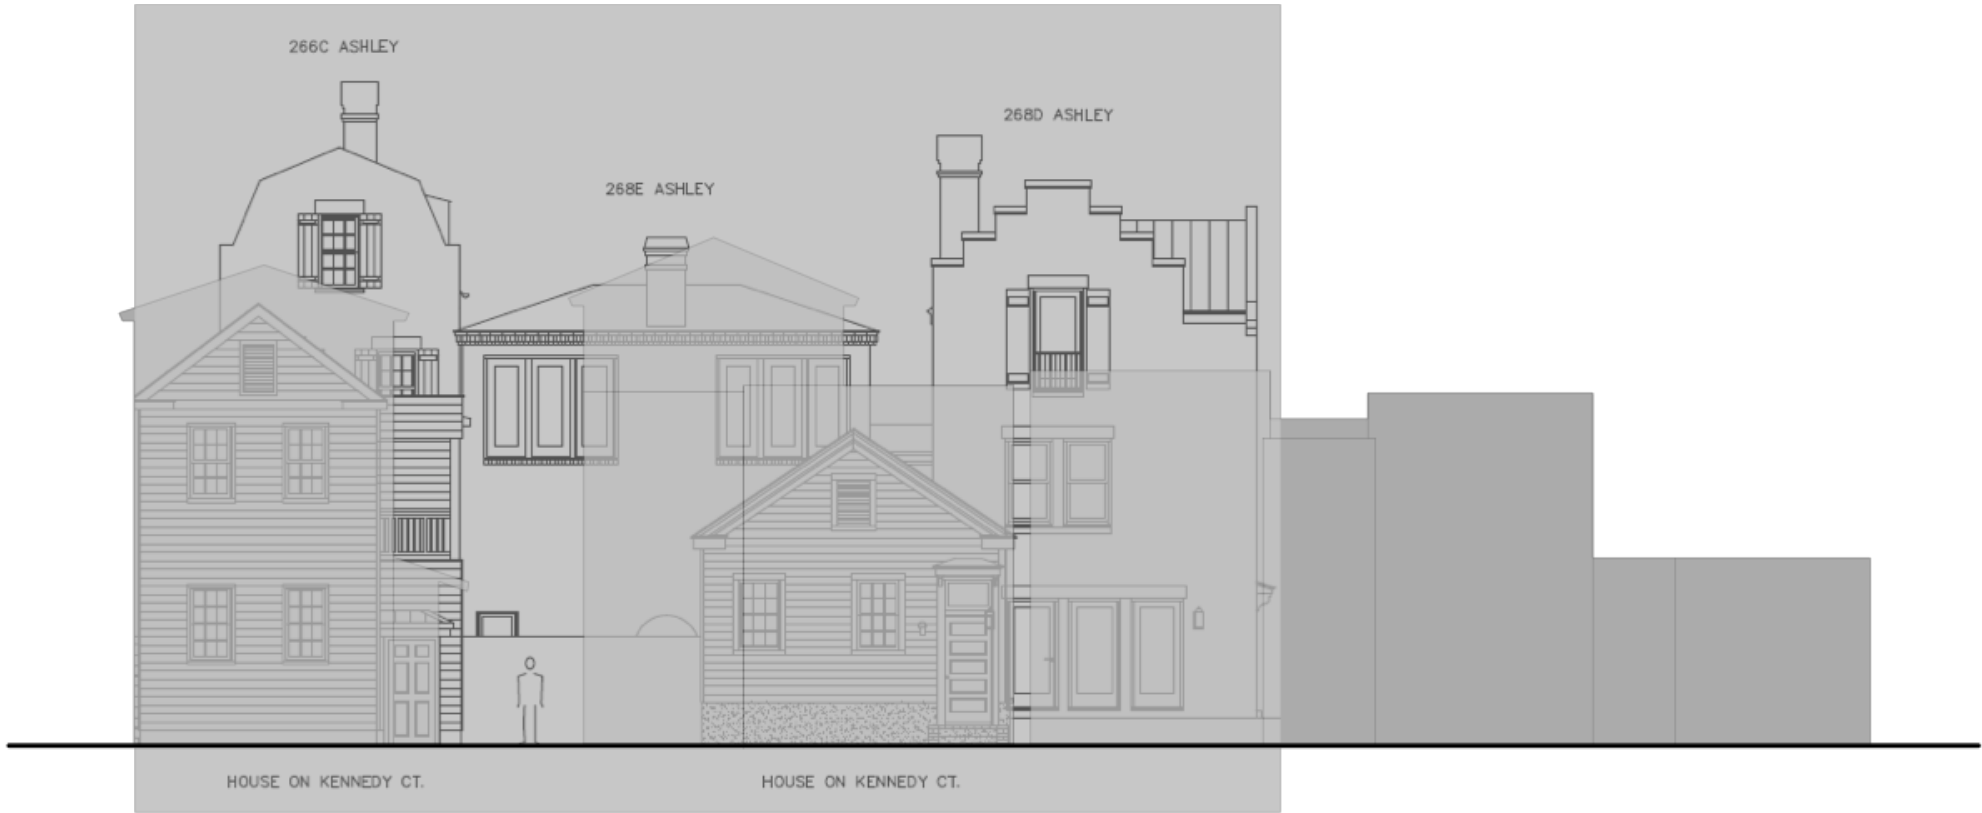 266C ASHLEY
268D ASHLEY
268E ASHLEY
HOUSE ON KENNEDY CT.
HOUSE ON KENNEDY CT.